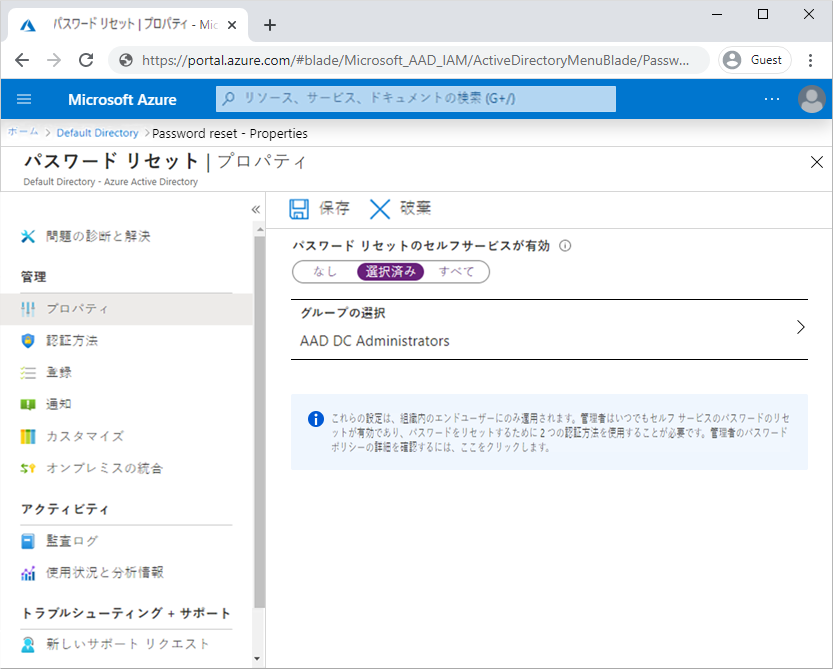 パスワード リセット | プロパティ - Mic
https://portal.azure.com/#blade/Microsoft_AAD_IAM/ActiveDirectoryMenuBlade/Passw...
Guest
Microsoft Azure
リソース、サービス、ドキュメントの検索 (G+/)
ホーム > Default Directory > Password reset - Properties
パスワード リセット | プロパティ
Default Directory - Azure Active Directory
問題の診断と解決
管理
プロパティ
認証方法
登録
通知
カスタマイズ
オンプレミスの統合
アクティビティ
監査ログ
使用状況と分析情報
トラブルシューティング + サポート
新しいサポート リクエスト
保存 破棄
パスワード リセットのセルフサービスが有効
なし 選択済み すべて
グループの選択
AAD DC Administrators
これらの設定は、組織内のエンドユーザーにのみ適用されます。管理者はいつでもセルフ サービスのパスワードのリセ
ットが有効であり、パスワードをリセットするために 2 つの認証方法を使用することが必要です。管理者のパスワード
ポリシーの詳細を確認するには、ここをクリックします。